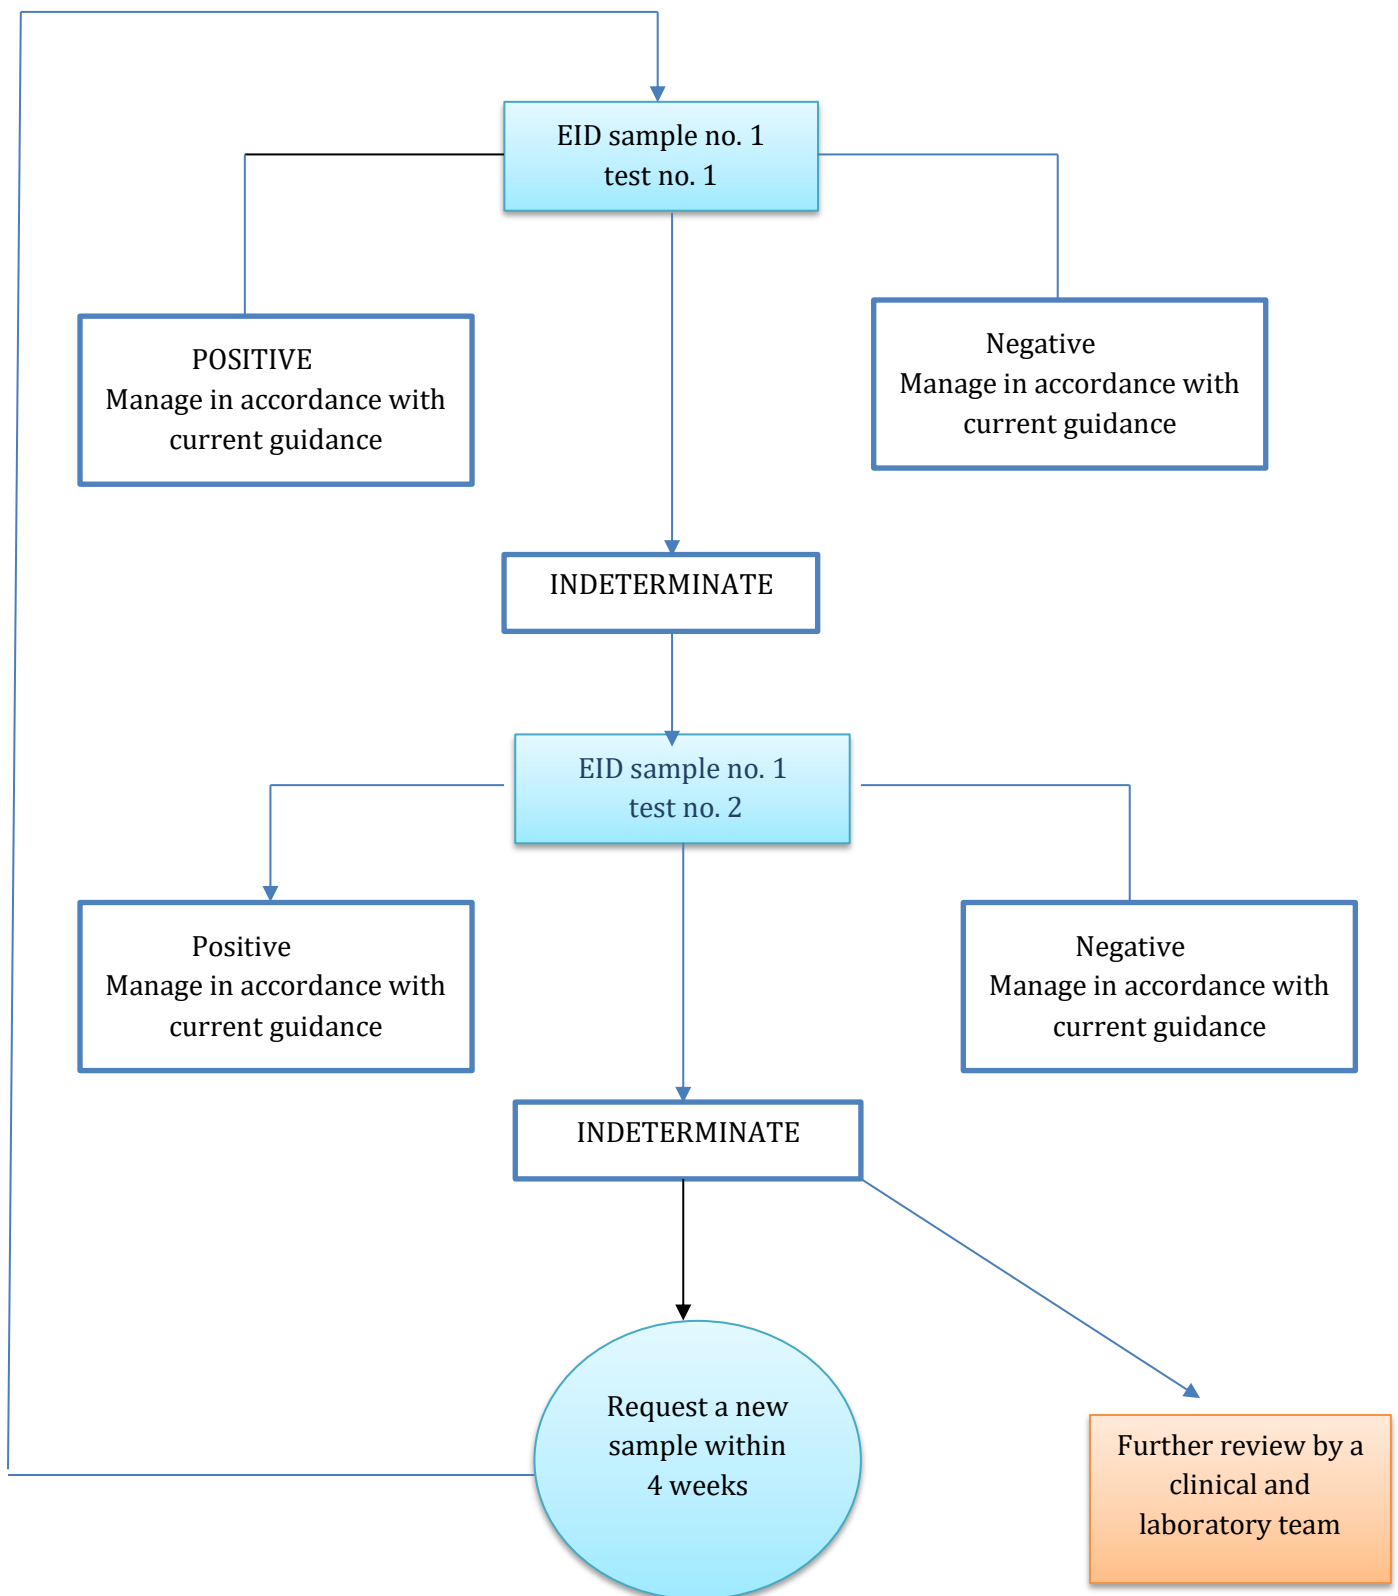 EID sample no. 1
test no. 1
POSITIVE
Manage in accordance with
current guidance
Negative
Manage in accordance with
current guidance
INDETERMINATE
EID sample no. 1
test no. 2
Positive
Manage in accordance with
current guidance
Negative
Manage in accordance with
current guidance
INDETERMINATE
Request a new
sample within
4 weeks
Further review by a
clinical and
laboratory team